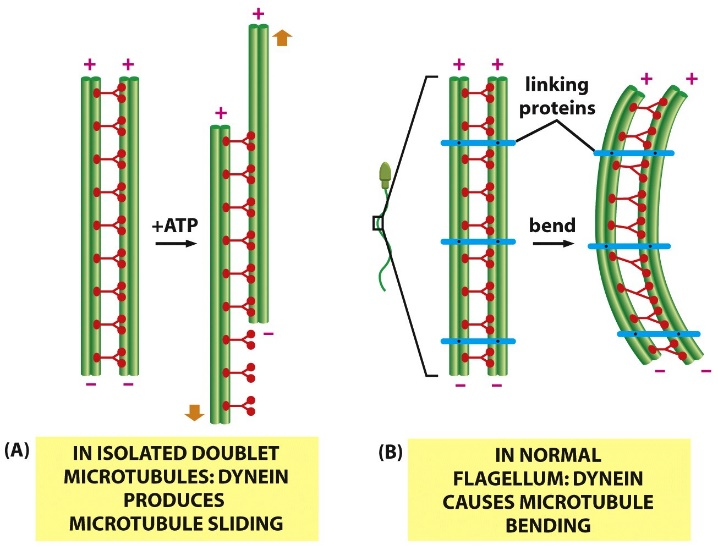 +
+ +
+
+ATP
– –
–
(A)
IN ISOLATED DOUBLET
MICROTUBULES: DYNEIN
PRODUCES
MICROTUBULE SLIDING
+ +
linking
proteins
+ +
bend
– –
– –
(B)
IN NORMAL
FLAGELLUM: DYNEIN
CAUSES MICROTUBULE
BENDING